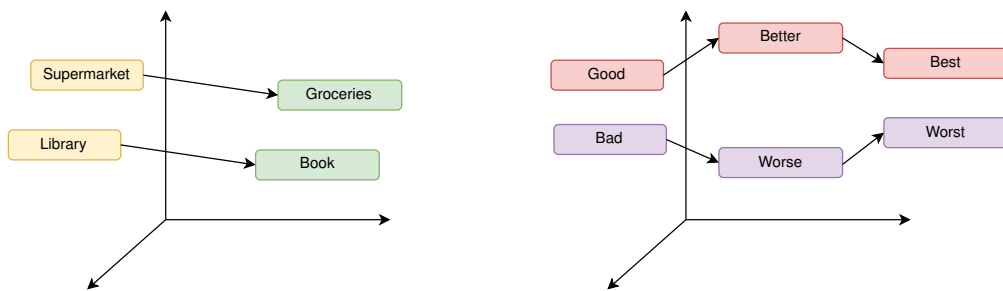 Supermarket
Groceries
Library
Book
Good
Better
Best
Bad
Worse
Worst